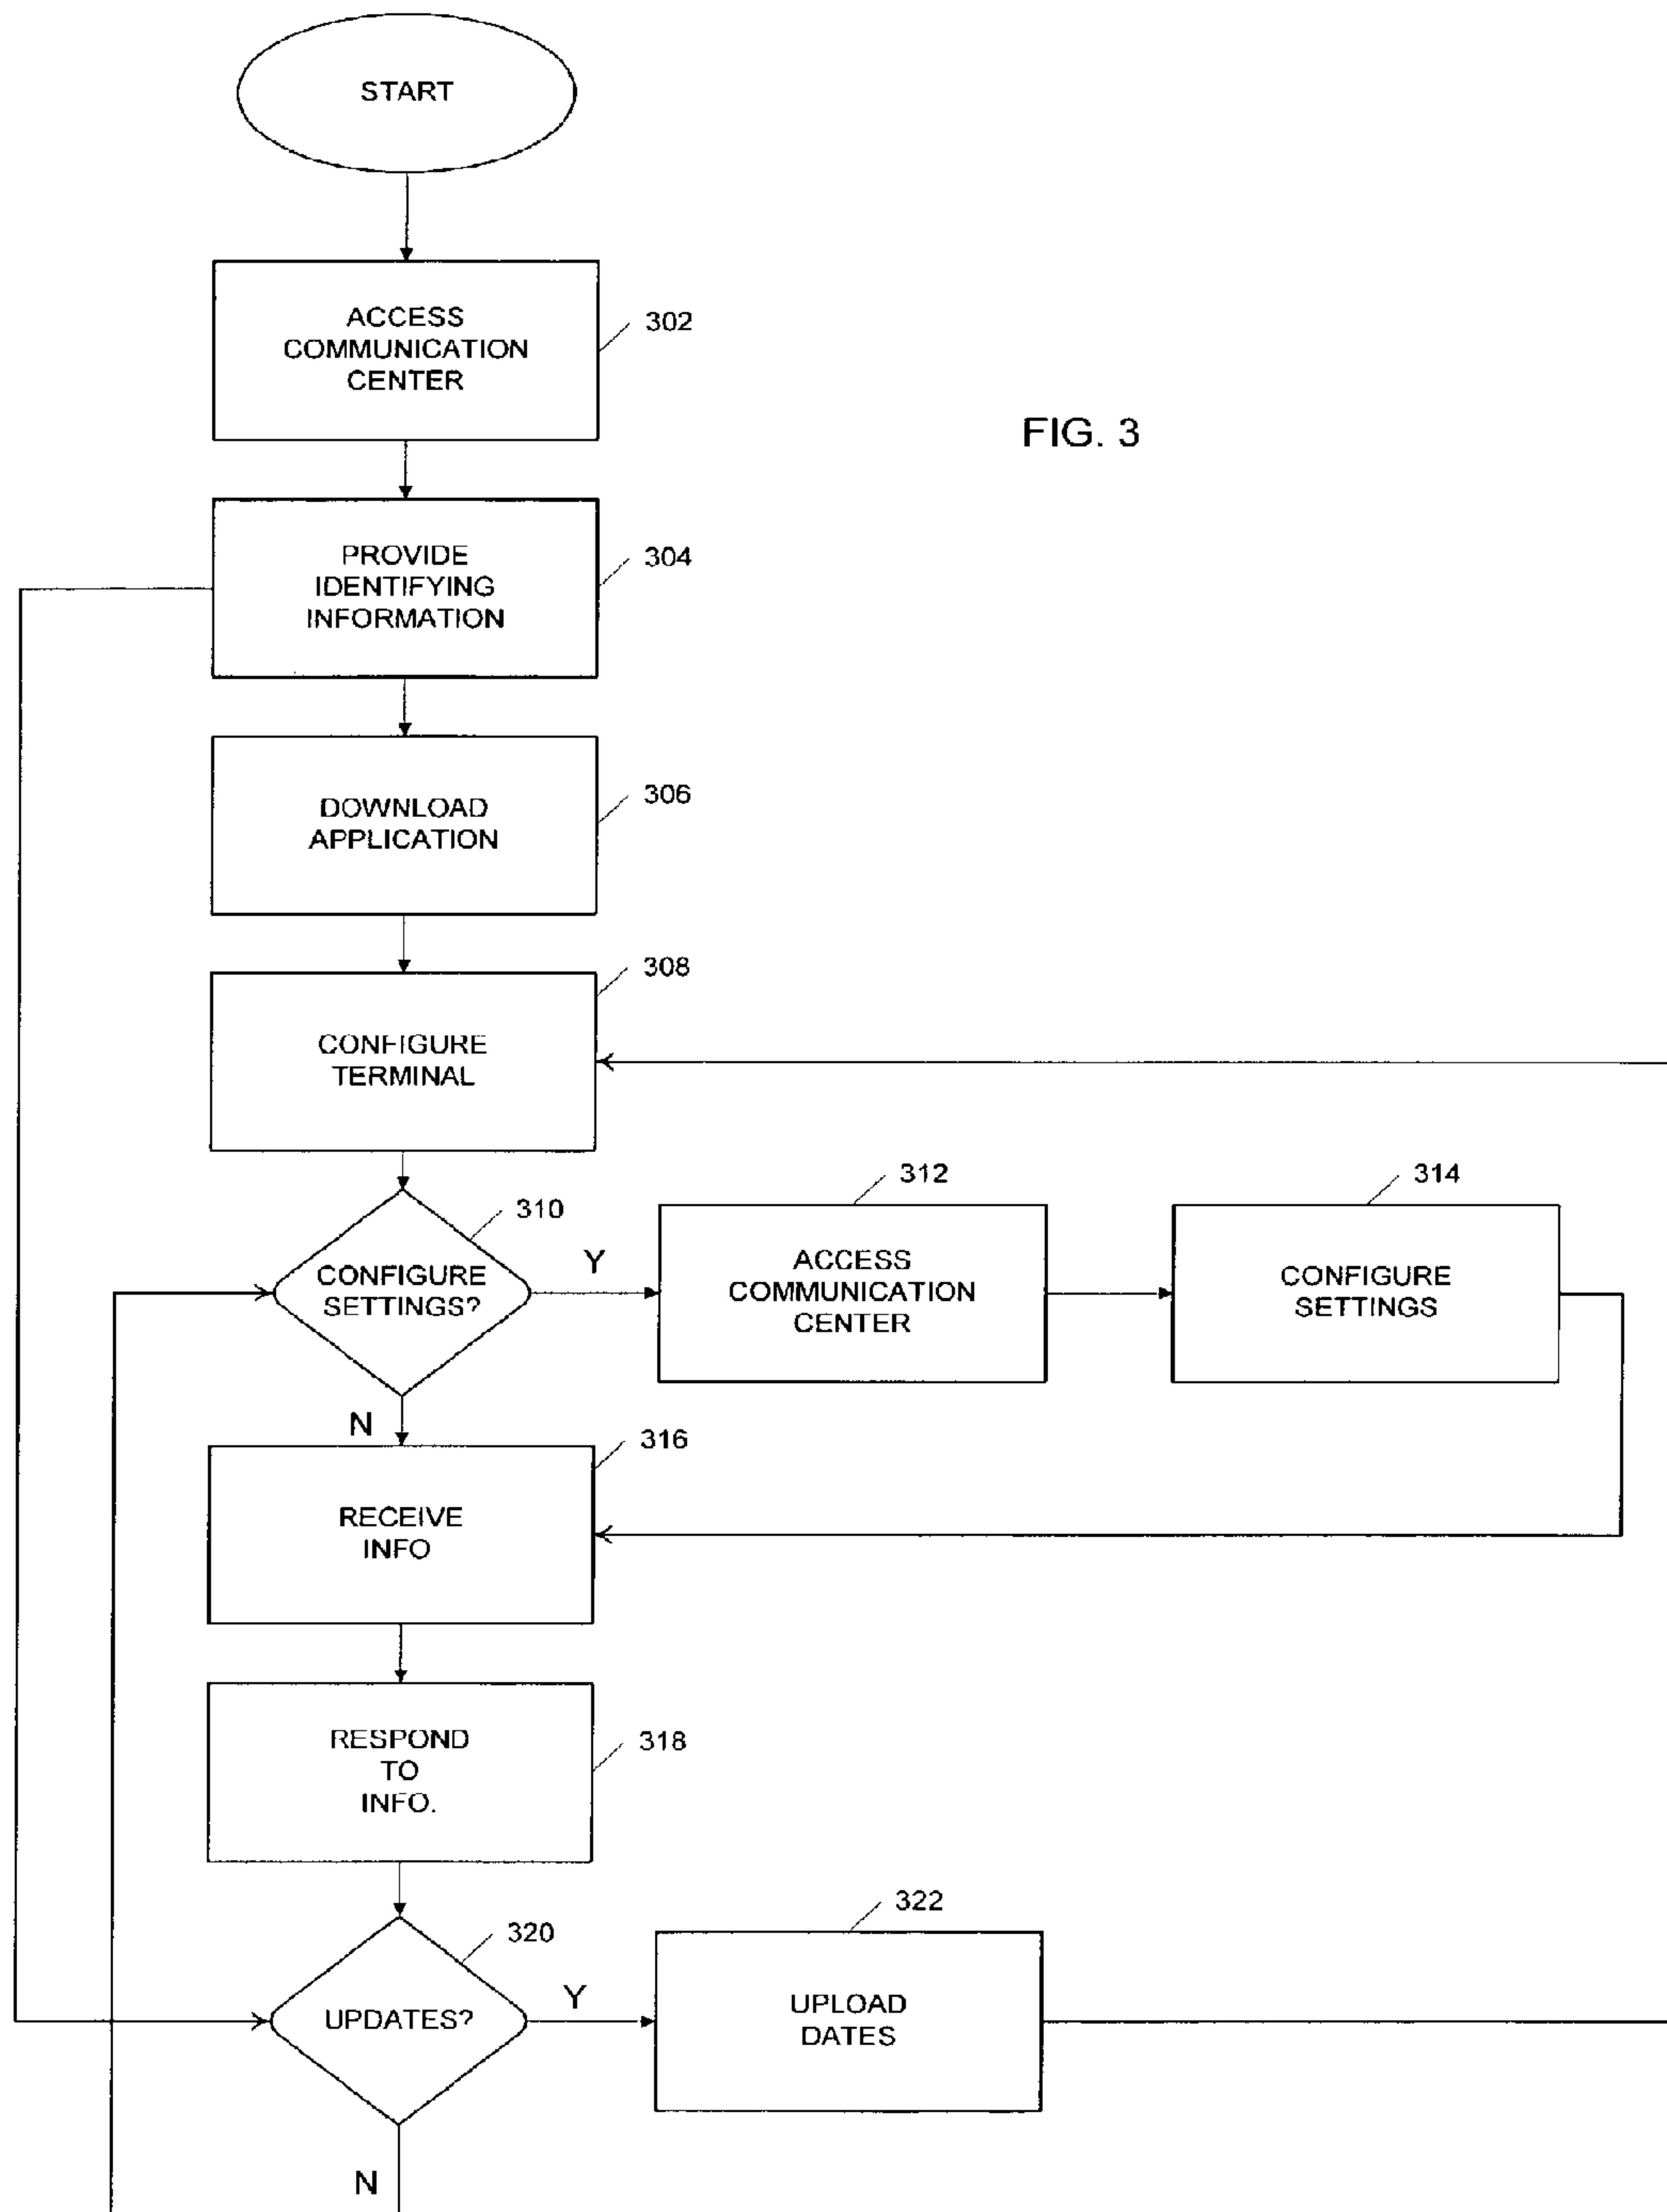 START
ACCESS
COMMUNICATION
CENTER
302
FIG. 3
PROVIDE
IDENTIFYING
INFORMATION
304
DOWNLOAD
APPLICATION
306
308
CONFIGURE
TERMINAL
310
CONFIGURE
SETTINGS?
Y
N
312
ACCESS
COMMUNICATION
CENTER
314
CONFIGURE
SETTINGS
316
RECEIVE
INFO
RESPOND
TO
INFO.
318
320
UPDATES?
Y
N
322
UPLOAD
DATES